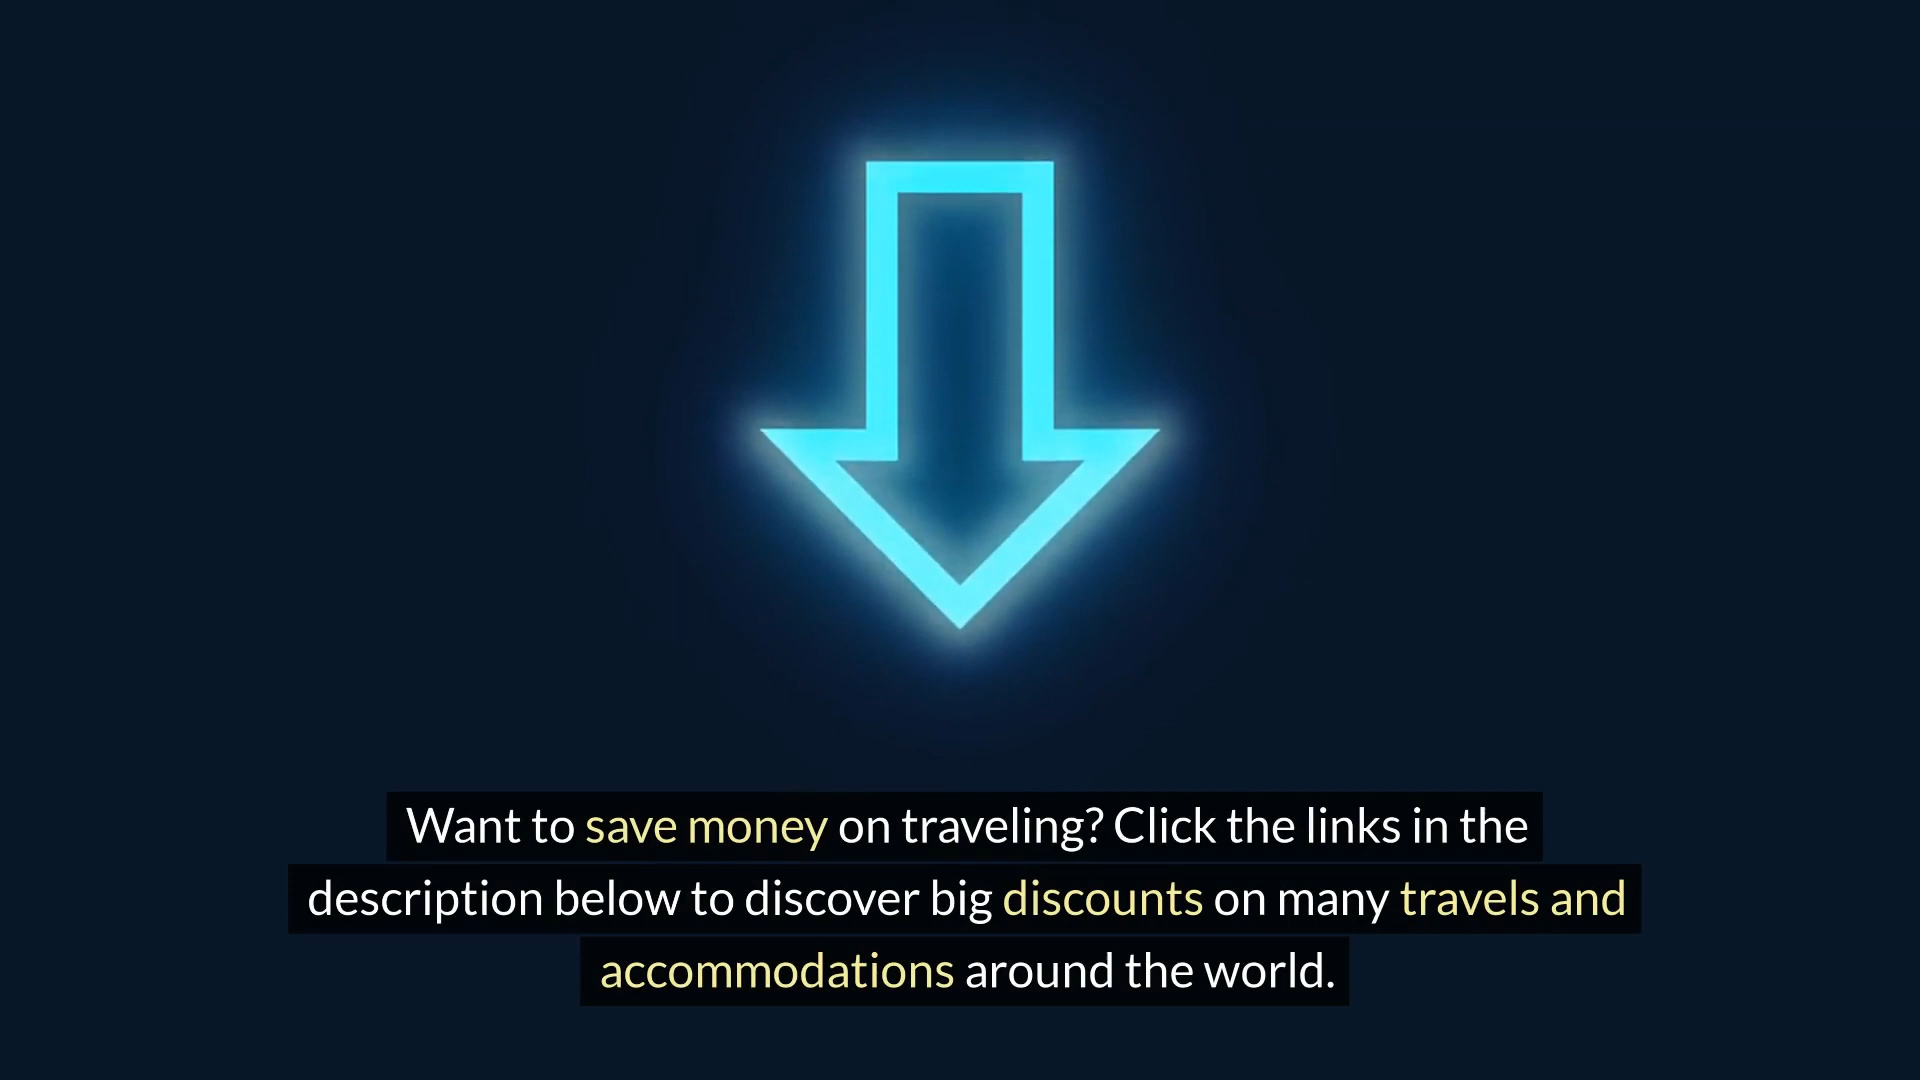 Want to save money on traveling? Click the links in the
description below to discover big discounts on many travels and
accommodations around the world.